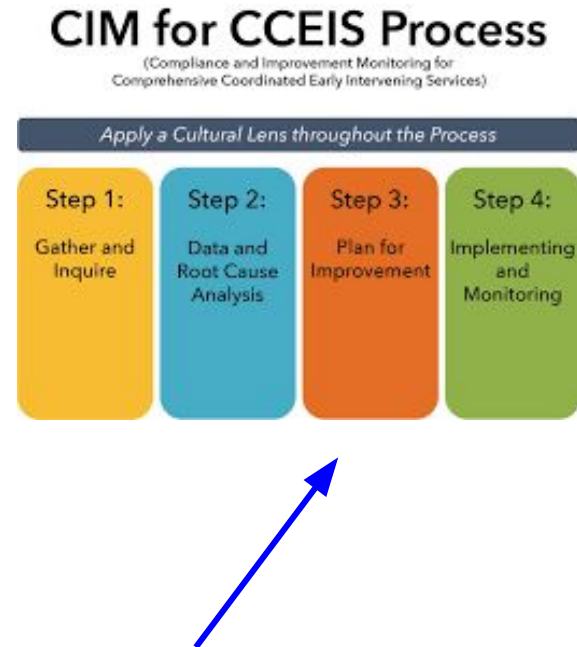 CIM for CCEIS Process
(Compliance and Improvement Monitoring for
Comprehensive Coordinated Early Intervening Services)
Apply a Cultural Lens throughout the Process
Step 1:
Gather and
Inquire
Step 2:
Data and
Root Cause
Analysis
Step 3:
Plan for
Improvement
Step 4:
Implementing
and
Monitoring